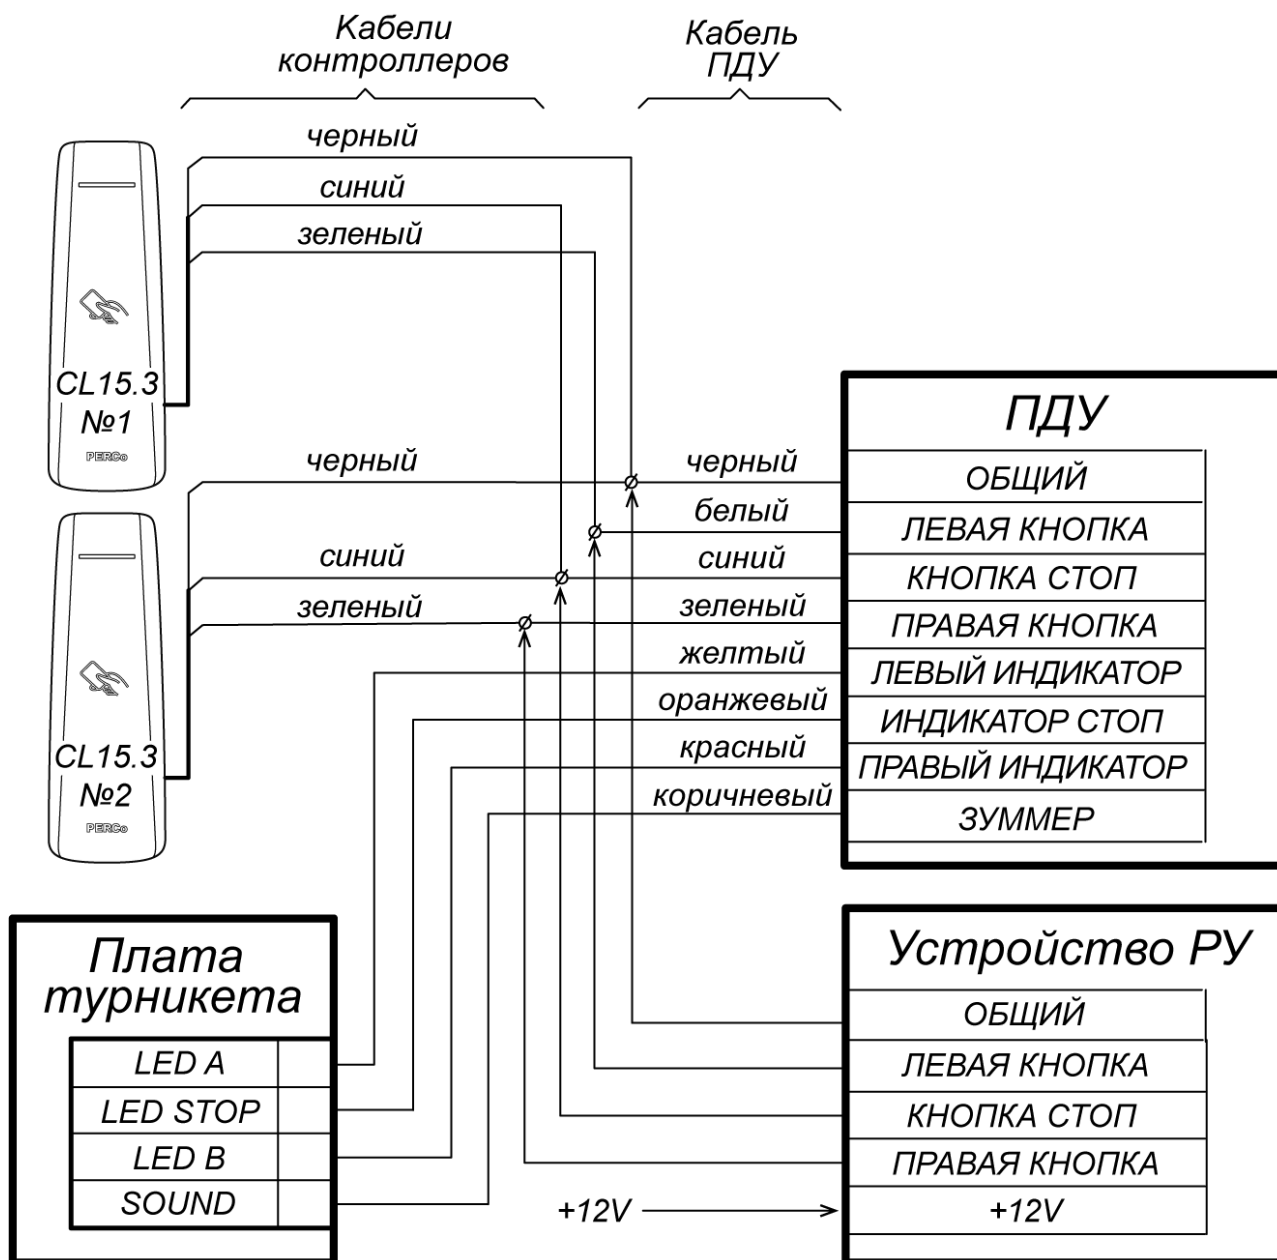 Кабели
контроллеров
Кабель
ПДУ
черный
синий
зеленый
CL15.3
№1
PERCo
черный
синий
зеленый
CL15.3
№2
PERCo
черный
белый
синий
зеленый
желтый
оранжевый
красный
коричневый
ПДУ
ОБЩИЙ
ЛЕВАЯ КНОПКА
КНОПКА СТОП
ПРАВАЯ КНОПКА
ЛЕВЫЙ ИНДИКАТОР
ИНДИКАТОР СТОП
ПРАВЫЙ ИНДИКАТОР
ЗУММЕР
Плата
турникета
LED A
LED STOP
LED B
SOUND
Устройство РУ
ОБЩИЙ
ЛЕВАЯ КНОПКА
КНОПКА СТОП
ПРАВАЯ КНОПКА
+12V
+12V